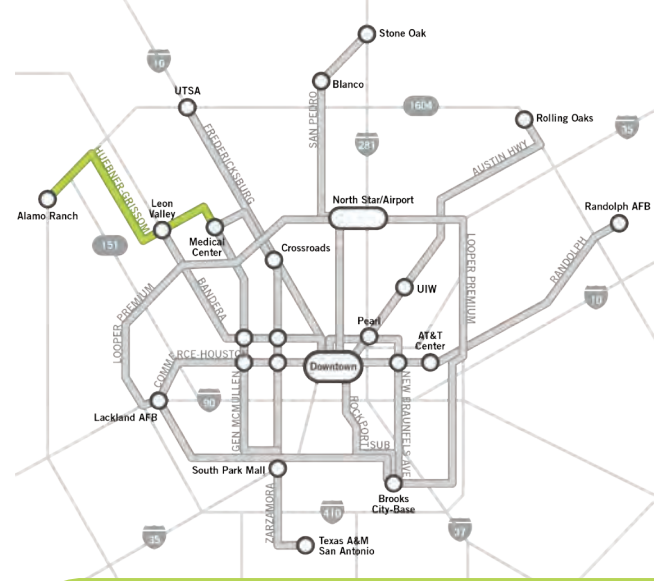 Stone Oak
10
Blanco
UTSA
1604
SAN PEDRO
Rolling Oaks
FREDERICKSBURG
35
281
AUSTIN HWY
HUEBNER-GRISSOM
Leon
Valley
North Star/Airport
Randolph AFB
Alamo Ranch
Medical
Center
151
Crossroads
LOOPER PREMIUM
RANDOLPH
BANDERA
UIW
10
LOOPER PREMIUM
Pearl
AT&T
Center
COMMERCE-HOUSTON
Downtown
90
Lackland AFB
GEN MCMULLEN
ROCKPORT
SUB
NEW BRAUNFELS AVE
South Park Mall
Brooks
City-Base
ZARZAMORA
410
37
35
Texas A&M
San Antonio